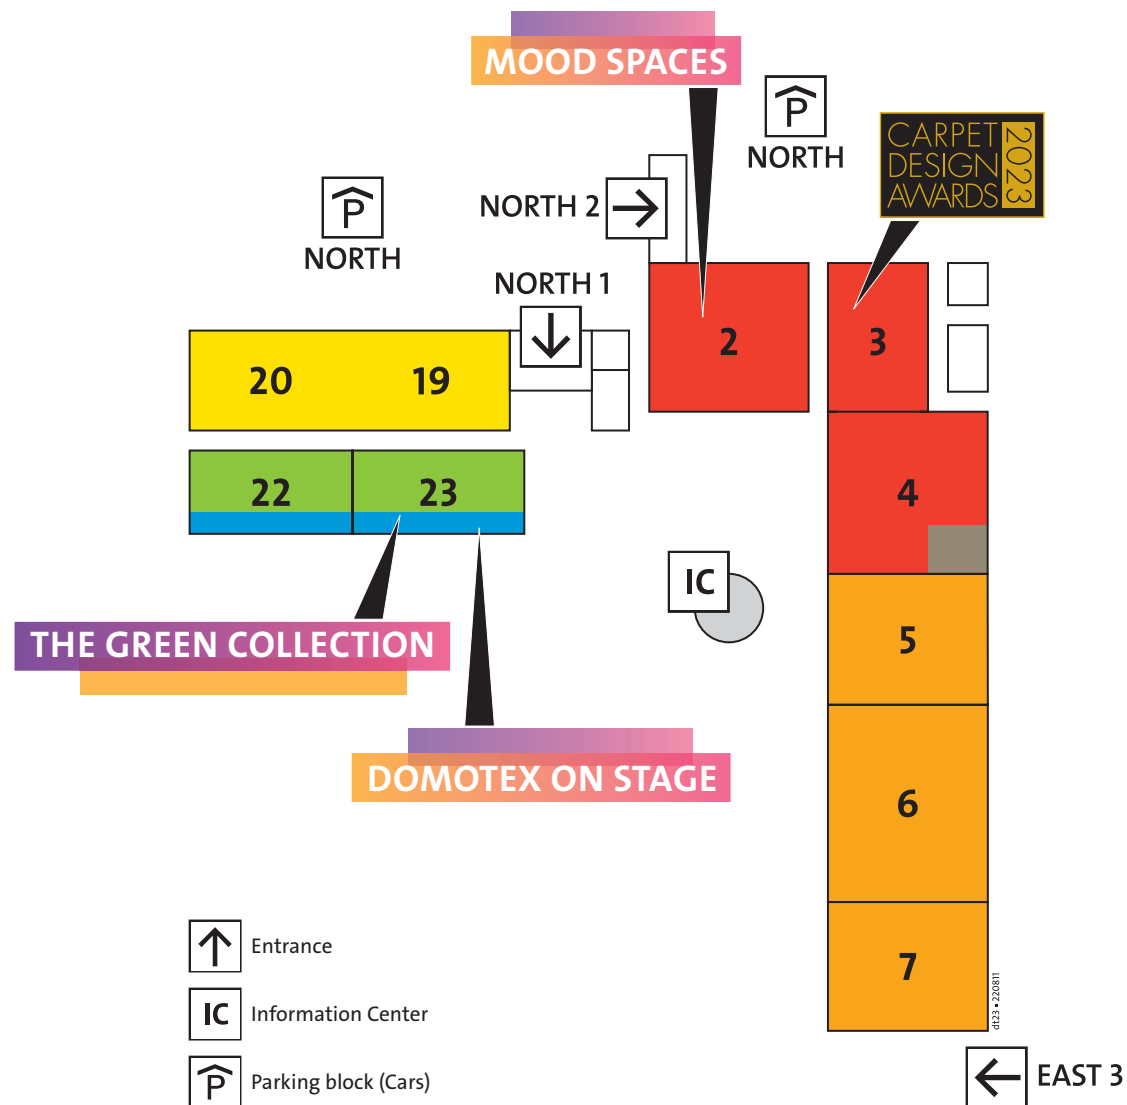 MOOD SPACES
P
NORTH
CARPET
DESIGN
AWARDS
2023
P
NORTH
NORTH 2
NORTH 1
2
3
20
19
22
23
4
IC
THE GREEN COLLECTION
5
DOMOTEX ON STAGE
6
7
dt23 ▪ 220811
Entrance
IC
Information Center
P
Parking block (Cars)
EAST 3